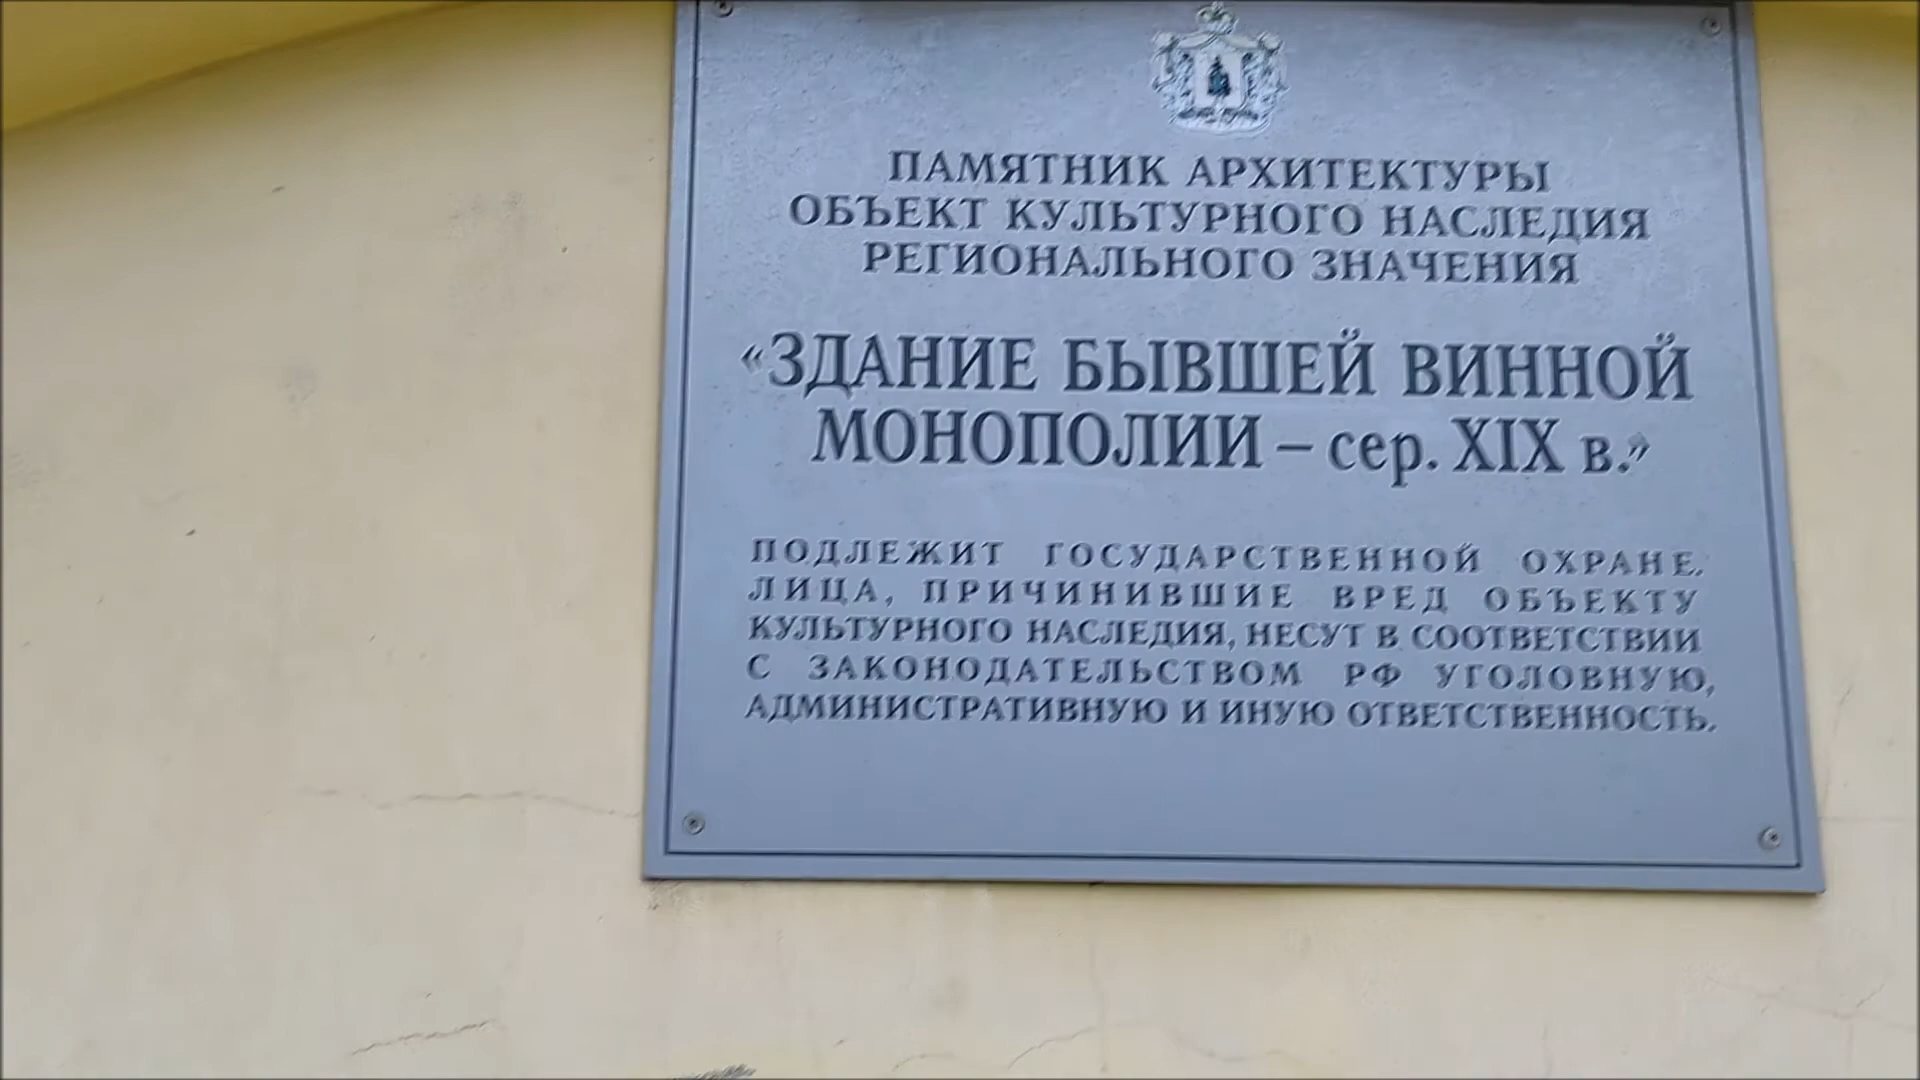 ПАМЯТНИК АРХИТЕКТУРЫ
ОБЪЕКТ КУЛЬТУРНОГО НАСЛЕДИЯ
РЕГИОНАЛЬНОГО ЗНАЧЕНИЯ
«ЗДАНИЕ БЫВШЕЙ ВИННОЙ
МОНОПОЛИИ – сер. XIX в.»
ПОДЛЕЖИТ ГОСУДАРСТВЕННОЙ ОХРАНЕ.
ЛИЦА, ПРИЧИНИВШИЕ ВРЕД ОБЪЕКТУ
КУЛЬТУРНОГО НАСЛЕДИЯ, НЕСУТ В СООТВЕТСТВИИ
С ЗАКОНОДАТЕЛЬСТВОМ РФ УГОЛОВНУЮ,
АДМИНИСТРАТИВНУЮ И ИНУЮ ОТВЕТСТВЕННОСТЬ.